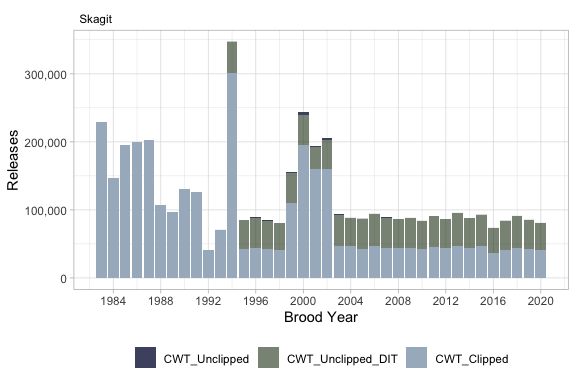 Skagit
Releases
300,000
200,000
100,000
0
1984 1988 1992 1996 2000 2004 2008 2012 2016 2020
Brood Year
CWT_Unclipped CWT_Unclipped_DIT CWT_Clipped